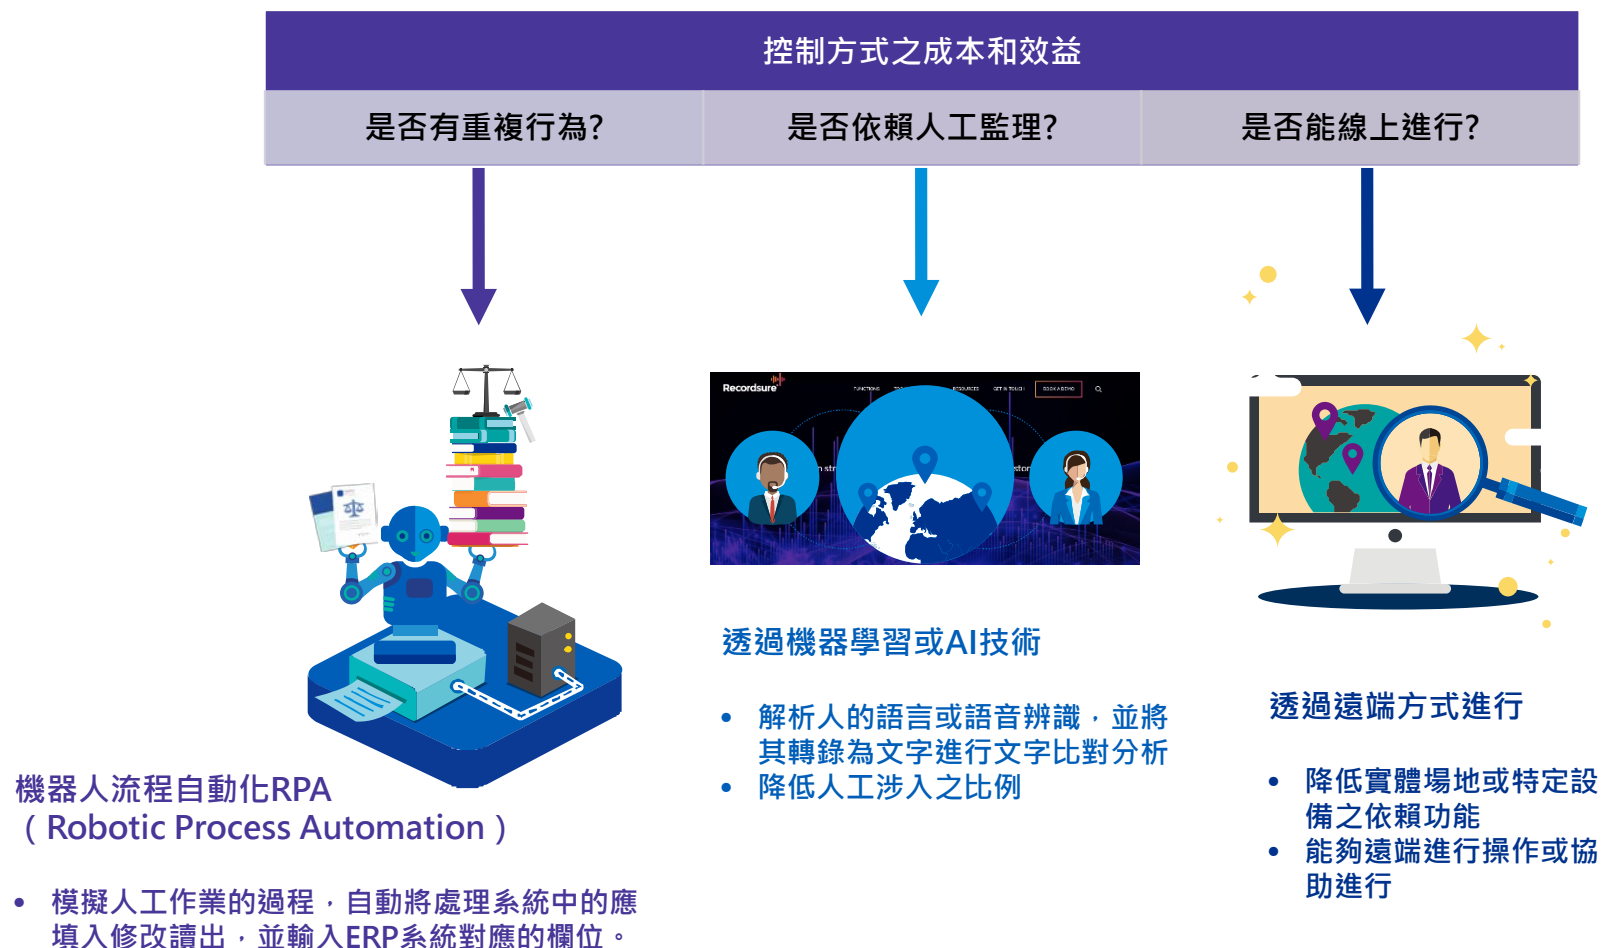 控制方式之成本和效益
是否有重複行為?
是否依賴人工監理?
是否能線上進行?
Recordsure
FUNCTIONS
RESOURCES
GET IN TOUCH
BOOK A DEMO
機器人流程自動化RPA
（Robotic Process Automation）
• 模擬人工作業的過程，自動將處理系統中的應
填入修改讀出，並輸入ERP系統對應的欄位。
透過機器學習或AI技術
• 解析人的語言或語音辨識，並將
其轉錄為文字進行文字比對分析
• 降低人工涉入之比例
透過遠端方式進行
• 降低實體場地或特定設
備之依賴功能
• 能夠遠端進行操作或協
助進行